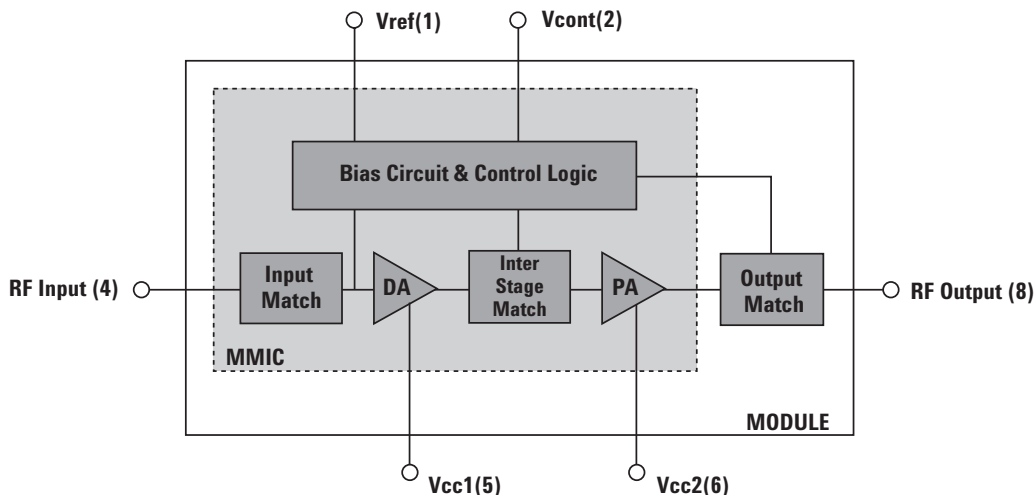 Vref(1)
Vcont(2)
Bias Circuit & Control Logic
RF Input (4)
Input
Match
DA
Inter
Stage
Match
PA
Output
Match
RF Output (8)
MMIC
MODULE
Vcc1(5)
Vcc2(6)